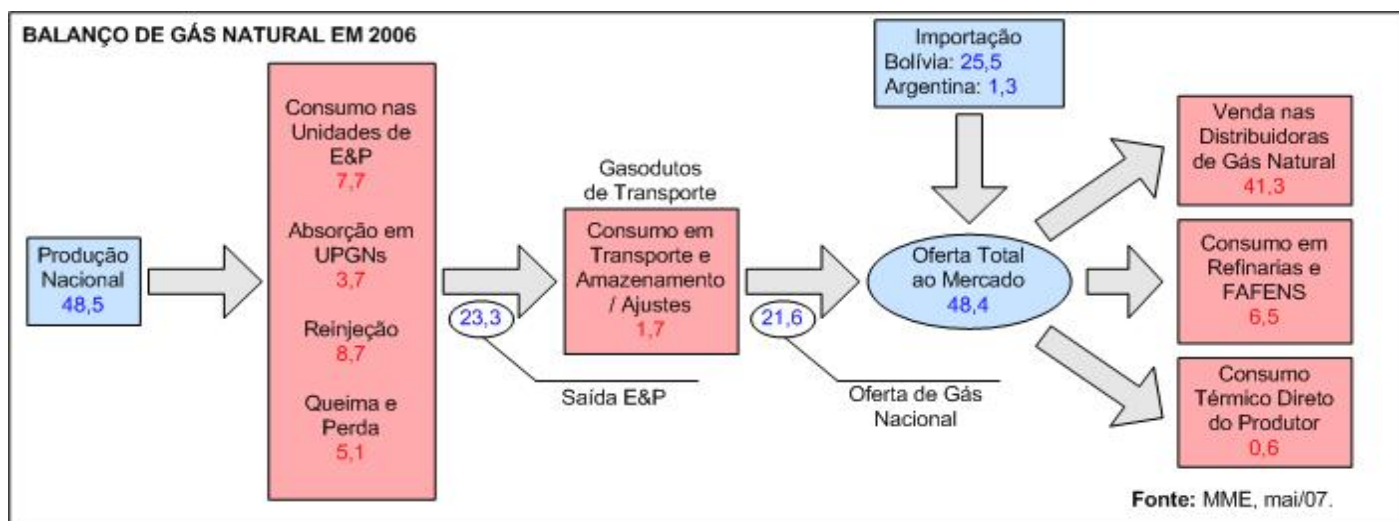 BALANÇO DE GÁS NATURAL EM 2006
Produção
Nacional
48,5
Consumo nas
Unidades de
E&P
7,7
Absorção em
UPGNs
3,7
Reinjeção
8,7
Queima e
Perda
5,1
23,3
Saída E&P
Gasodutos
de Transporte
Consumo em
Transporte e
Amazenamento
/ Ajustes
1,7
21,6
Oferta de Gás
Nacional
Importação
Bolívia: 25,5
Argentina: 1,3
Oferta Total
ao Mercado
48,4
Venda nas
Distribuidoras
de Gás Natural
41,3
Consumo em
Refinarias e
FAFENS
6,5
Consumo
Térmico Direto
do Produtor
0,6
Fonte: MME, mai/07.